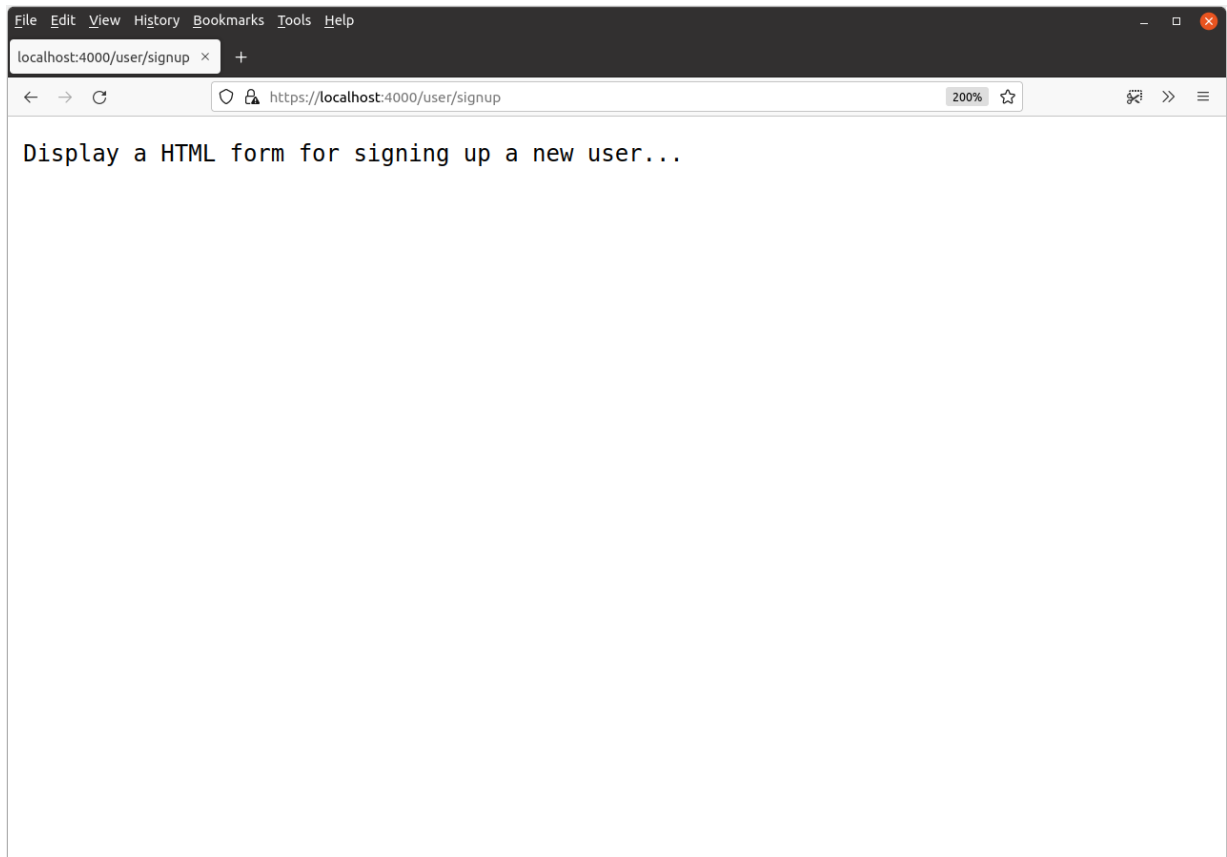 File Edit View History Bookmarks Tools Help
localhost:4000/user/signup
https://localhost:4000/user/signup 200%
Display a HTML form for signing up a new user...